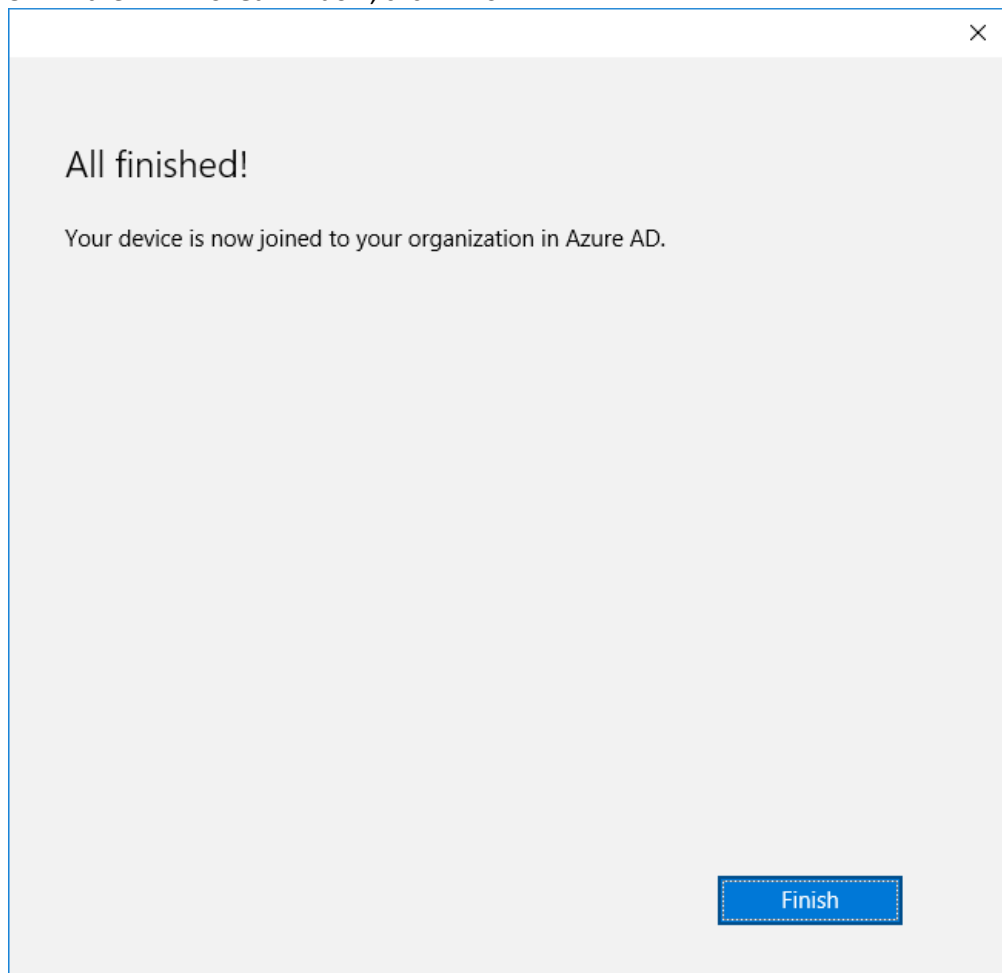 All finished!
Your device is now joined to your organization in Azure AD.
Finish